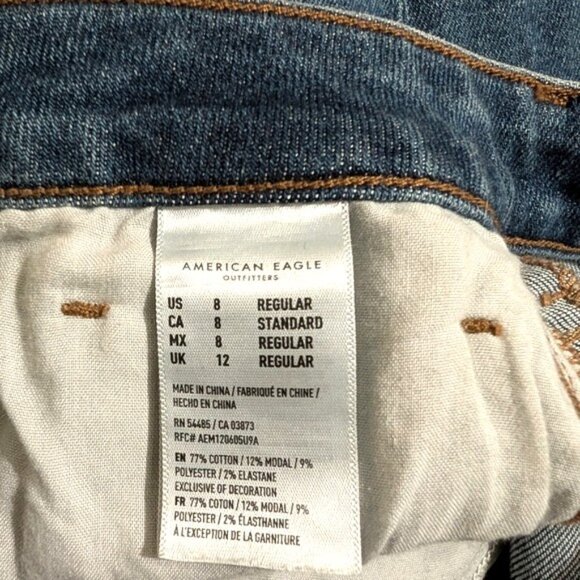 AMERICAN EAGLE
OUTFITTERS
US 8 REGULAR
CA 8 STANDARD
MX 8 REGULAR
UK 12 REGULAR
MADE IN CHINA / FABRIQUÉ EN CHINE /
HECHO EN CHINA
RN 54485 / CA 03873
RFC# AEM120605U9A
EN 77% COTTON / 12% MODAL / 9%
POLYESTER / 2% ELASTANE
EXCLUSIVE OF DECORATION
FR 77% COTON / 12% MODAL / 9%
POLYESTER / 2% ÉLASTHANNE
À L'EXCEPTION DE LA GARNITURE